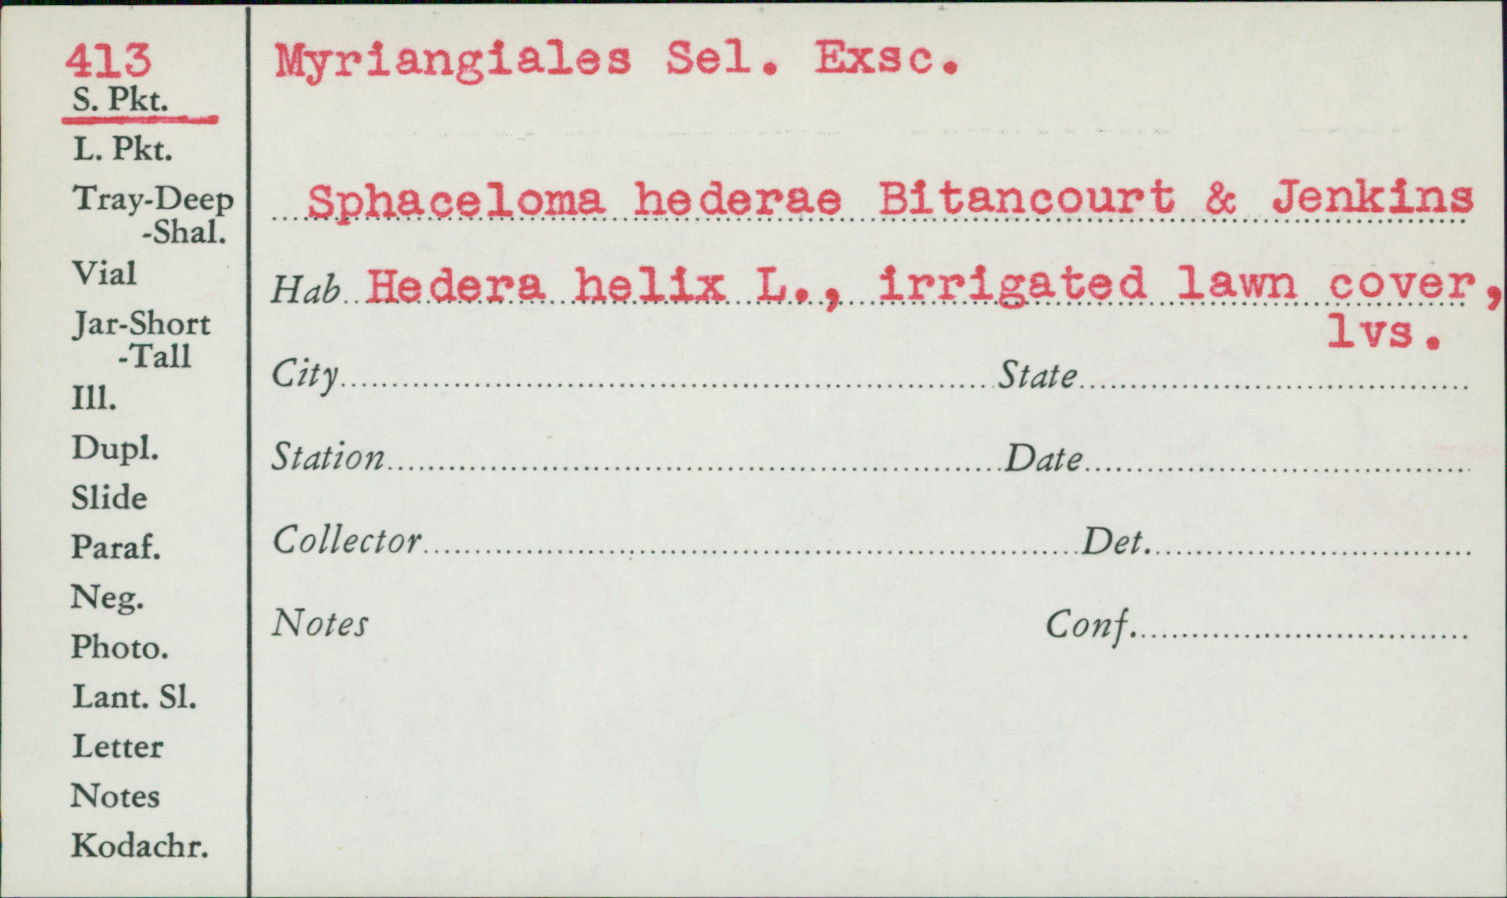 413
S. Pkt.
L. Pkt.
Tray-Deep
-Shal.
Vial
Jar-Short
-Tall
Ill.
Dupl.
Slide
Paraf.
Neg.
Photo.
Lant. Sl.
Letter
Notes
Kodachr.
Myriangiales Sel. Exsc.
Sphaceloma hederae Bitancourt & Jenkins
Hab. Hedera helix L., irrigated lawn cover,
lvs.
City State
Station Date
Collector Det.
Notes Conf.